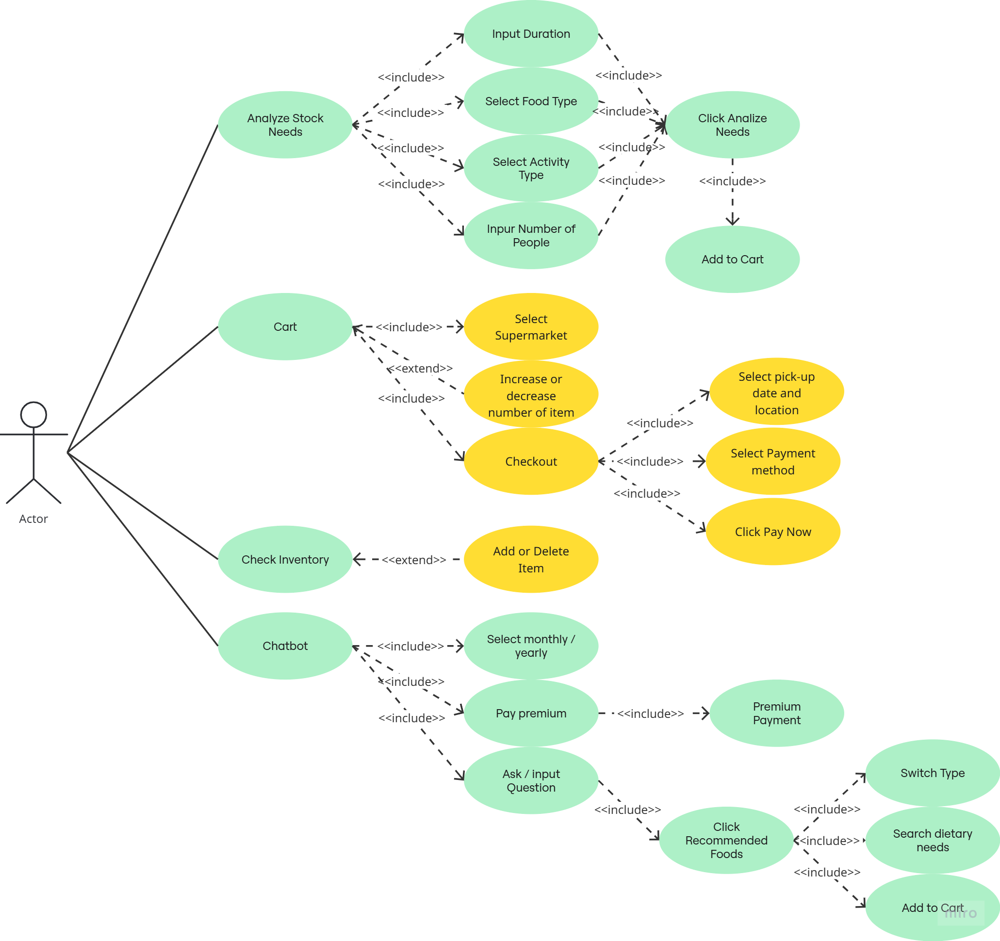 Input Duration
<<include>>
<<include>>
Select Food Type
<<include>>
<<include>>
Analyze Stock
Needs
Click Analize
Needs
<<include>>
<<include>>
Select Activity
Type
<<include>>
<<include>>
<<include>>
Inpur Number of
People
Add to Cart
Cart
<<include>>
Select
Supermarket
<<extend>>
Increase or
decrease
number of item
<<include>>
Select pick-up
date and
location
<<include>>
Checkout
<<include>>
Select Payment
method
<<include>>
Click Pay Now
Actor
Check Inventory
<<extend>>
Add or Delete
Item
Chatbot
<<include>>
Select monthly /
yearly
<<include>>
Pay premium
<<include>>
Premium
Payment
<<include>>
Ask / input
Question
<<include>>
Switch Type
<<include>>
Click
Recommended
Foods
<<include>>
Search dietary
needs
<<include>>
Add to Cart
miro